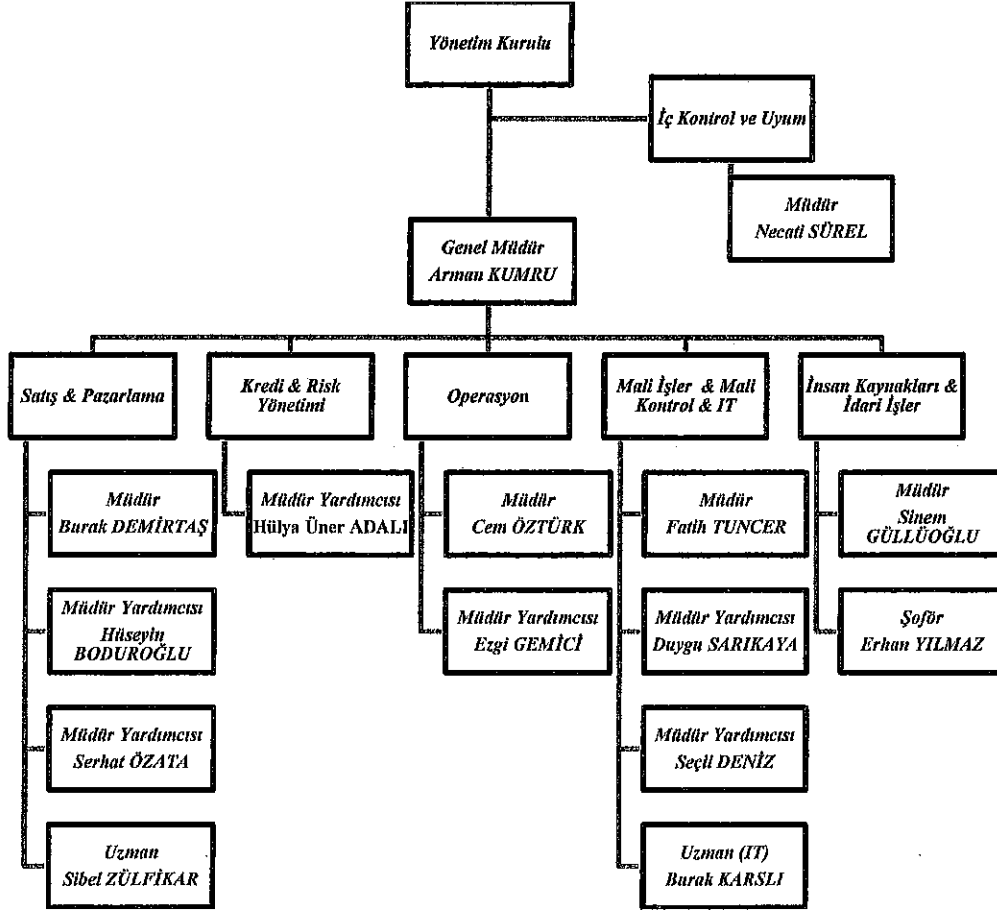 Yönetim Kurulu
İç Kontrol ve Uyum
Müdür
Necati SÜREL
Genel Müdür
Arman KUMRU
Satış & Pazarlama
Kredi & Risk
Yönetimi
Operasyon
Mali İşler & Mali
Kontrol & IT
İnsan Kaynakları &
İdari İşler
Müdür
Burak DEMİRTAŞ
Müdür Yardımcısı
Hülya Üner ADALI
Müdür
Cem ÖZTÜRK
Müdür
Fatih TUNCER
Müdür
Sinem
GÜLLÜOĞLU
Müdür Yardımcısı
Hüseyin
BODUROĞLU
Müdür Yardımcısı
Ezgi GEMİCİ
Müdür Yardımcısı
Duygu SARIKAYA
Şoför
Erhan YILMAZ
Müdür Yardımcısı
Serhat ÖZATA
Müdür Yardımcısı
Seçil DENİZ
Uzman
Sibel ZÜLFİKAR
Uzman (IT)
Burak KARSLI